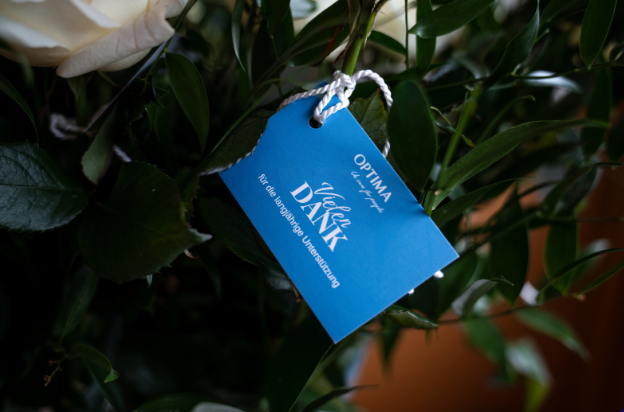 OPTIMA
Vielen
DANK
für die langjährige Unterstützung